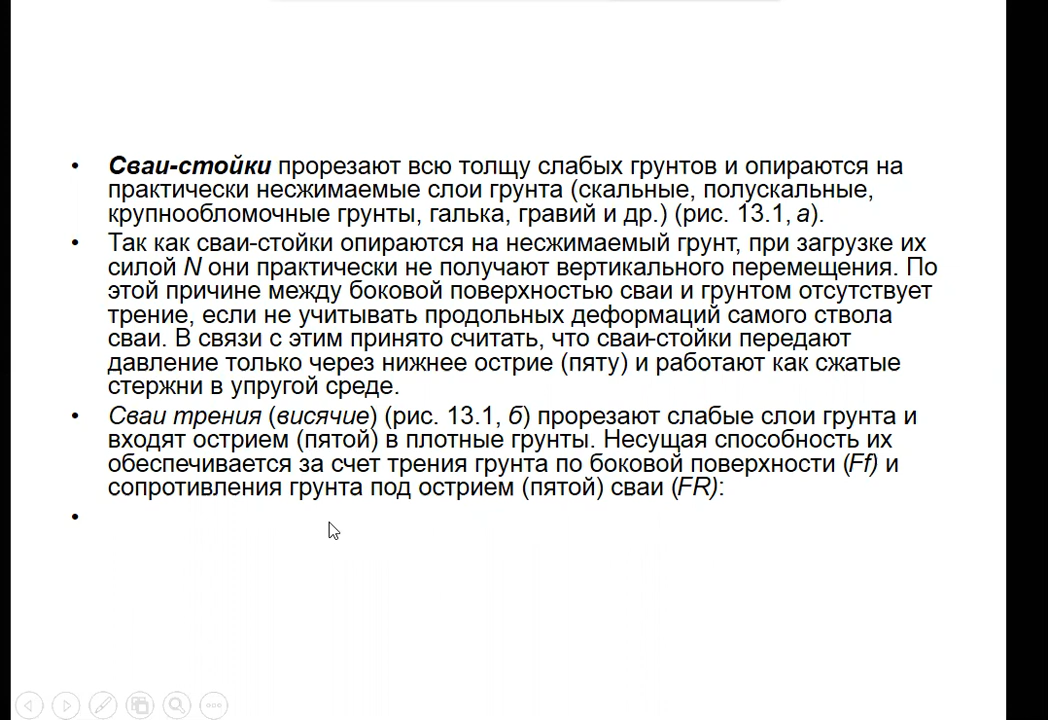 • Сваи-стойки прорезают всю толщу слабых грунтов и опираются на
практически несжимаемые слои грунта (скальные, полускальные,
крупнообломочные грунты, галька, гравий и др.) (рис. 13.1, а).
• Так как сваи-стойки опираются на несжимаемый грунт, при загрузке их
силой N они практически не получают вертикального перемещения. По
этой причине между боковой поверхностью сваи и грунтом отсутствует
трение, если не учитывать продольных деформаций самого ствола
сваи. В связи с этим принято считать, что сваи-стойки передают
давление только через нижнее острие (пяту) и работают как сжатые
стержни в упругой среде.
• Сваи трения (висячие) (рис. 13.1, б) прорезают слабые слои грунта и
входят острием (пятой) в плотные грунты. Несущая способность их
обеспечивается за счет трения грунта по боковой поверхности (Ff) и
сопротивления грунта под острием (пятой) сваи (FR):
•